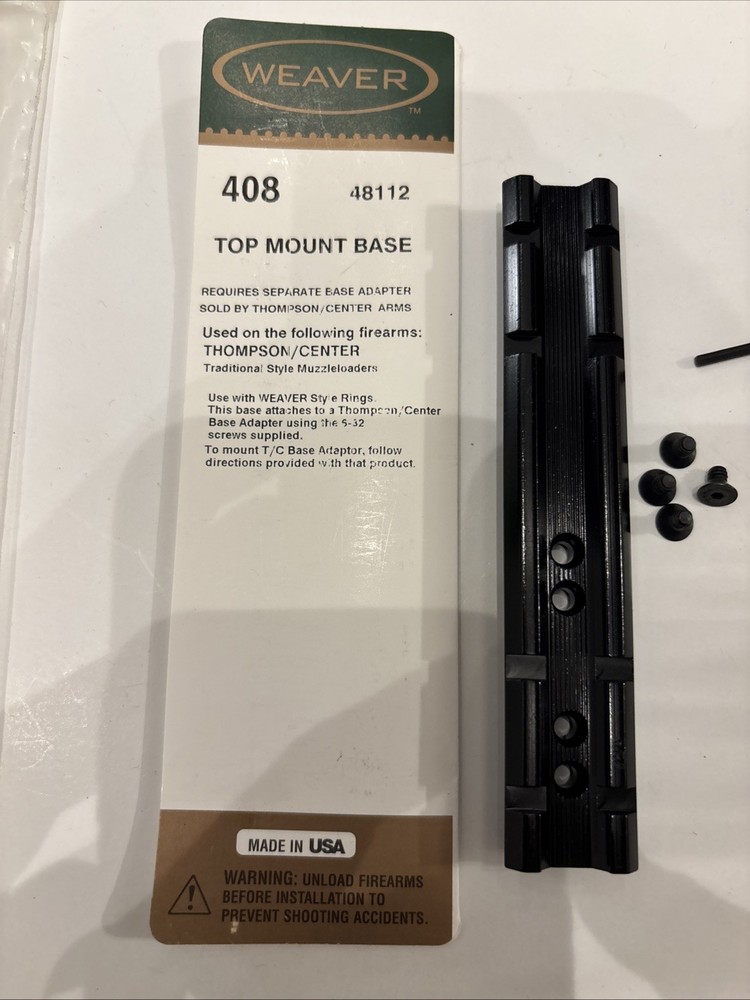 WEAVER
TM
408 48112
TOP MOUNT BASE
REQUIRES SEPARATE BASE ADAPTER
SOLD BY THOMPSON/CENTER ARMS
Used on the following firearms:
THOMPSON/CENTER
Traditional Style Muzzleloaders
Use with WEAVER Style Rings.
This base attaches to a Thompson/Center
Base Adapter using the 6-32
screws supplied.
To mount T/C Base Adaptor, follow
directions provided with that product.
MADE IN USA
WARNING: UNLOAD FIREARMS
BEFORE INSTALLATION TO
PREVENT SHOOTING ACCIDENTS.